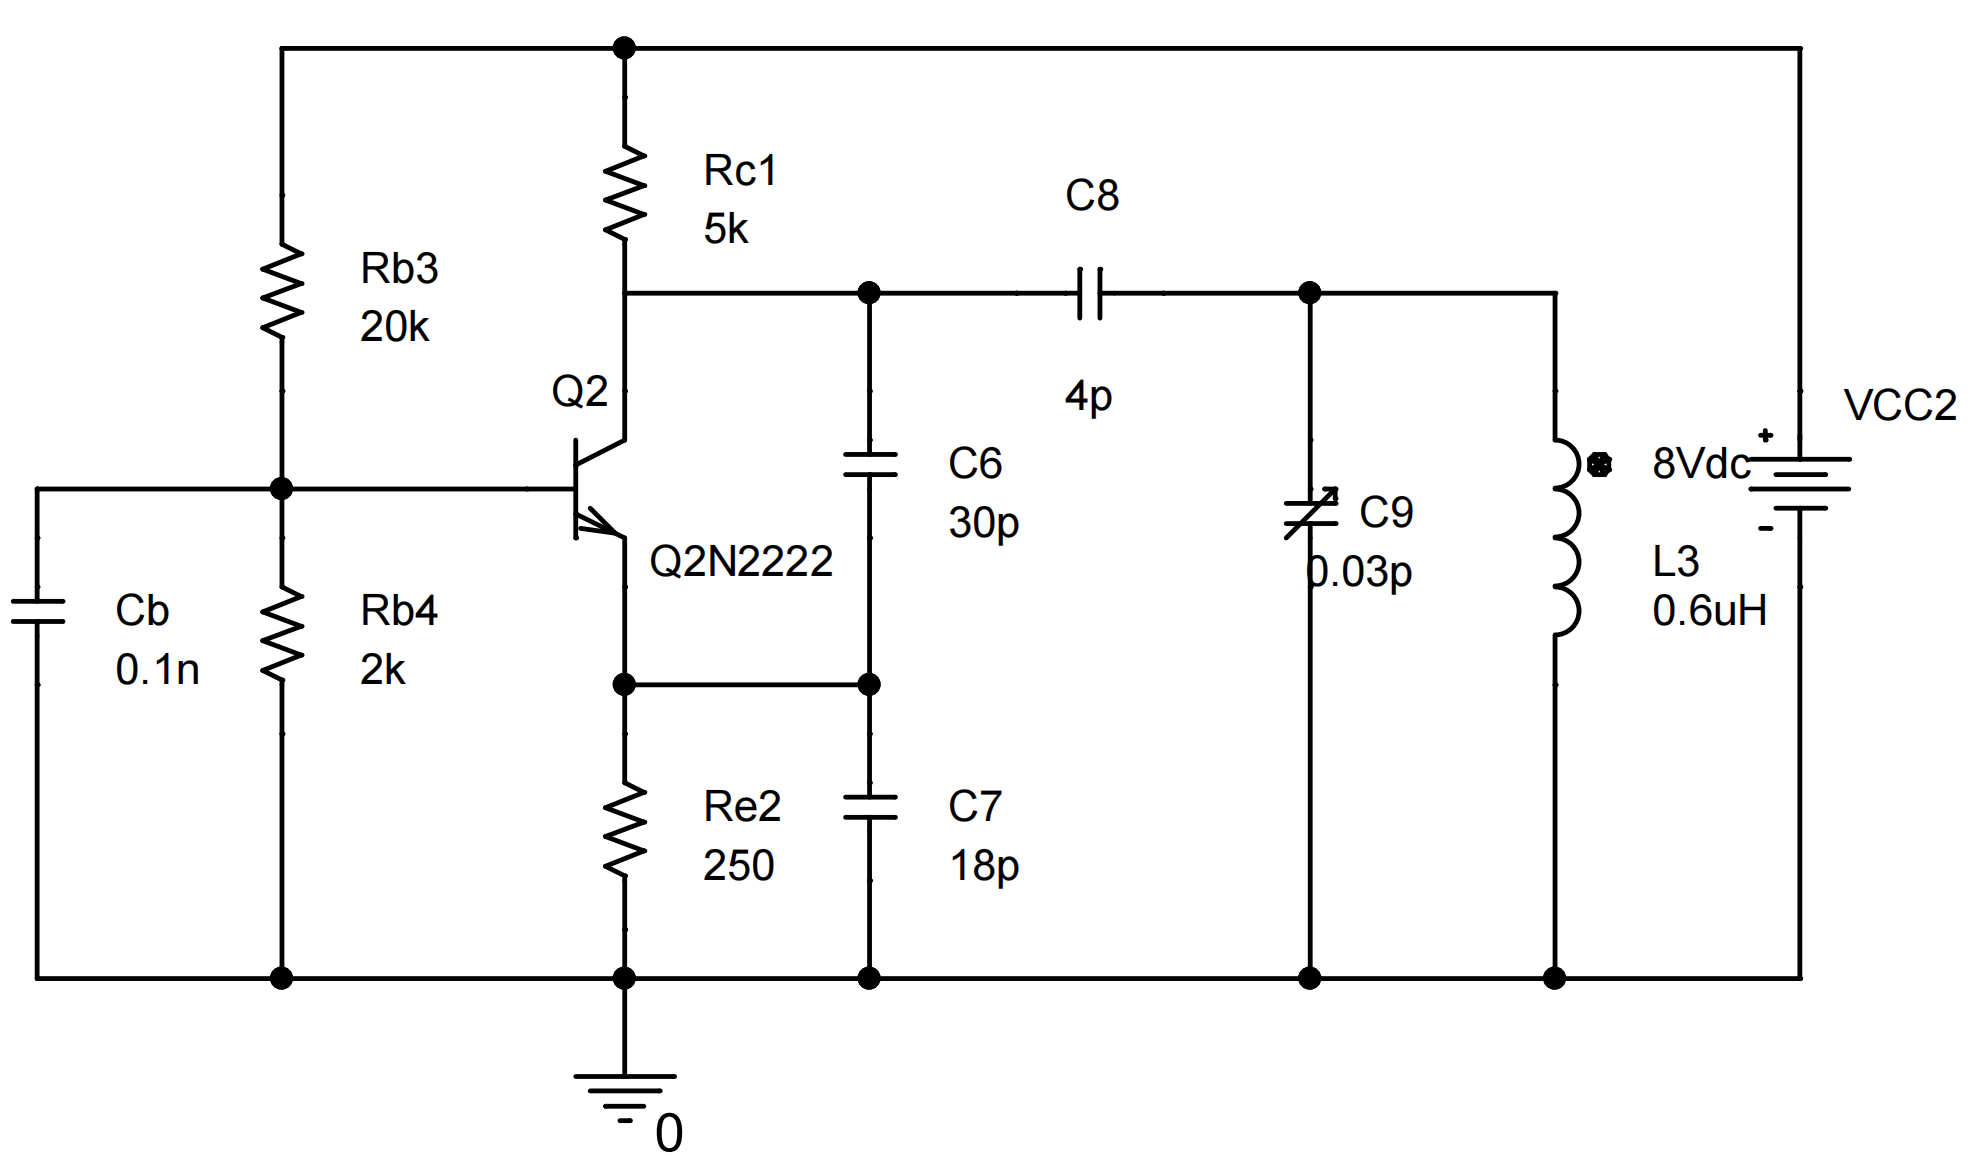 Rc1
5k
C8
Rb3
20k
Q2
4p
VCC2
+
8Vdc
-
C6
30p
C9
0.03p
Q2N2222
L3
0.6uH
Cb
0.1n
Rb4
2k
Re2
250
C7
18p
0